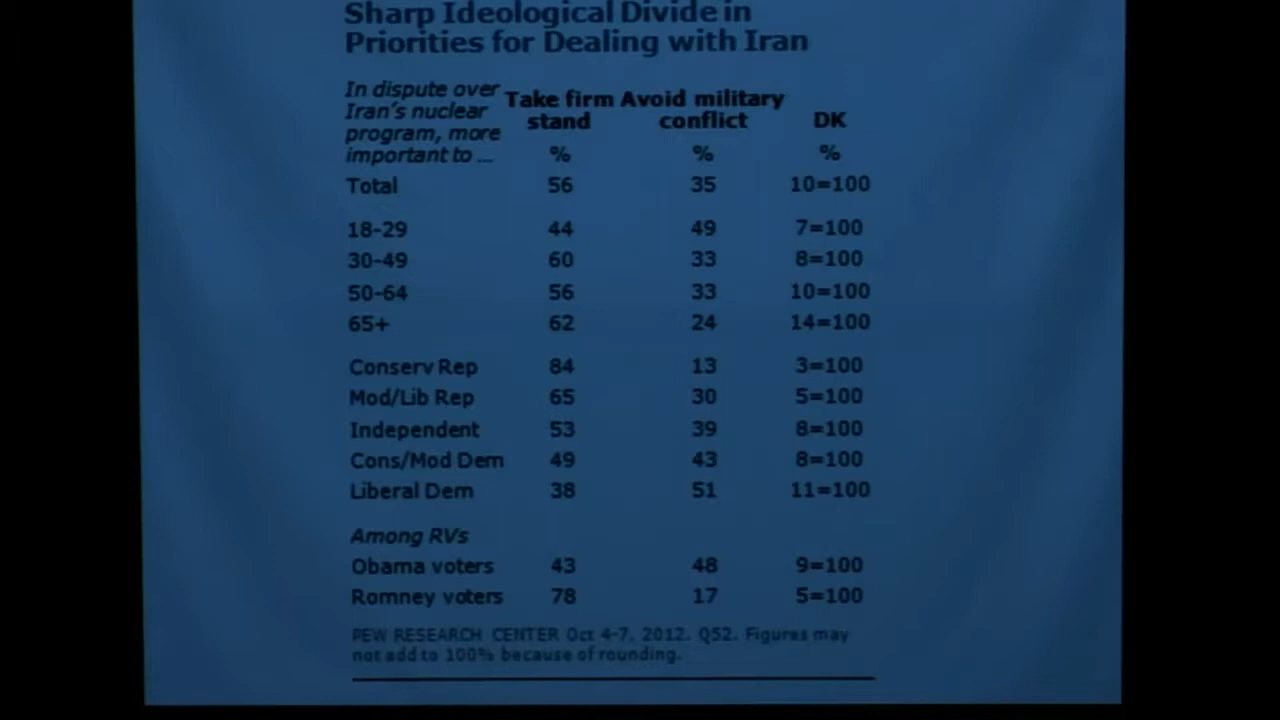 Sharp Ideological Divide in
Priorities for Dealing with Iran
In dispute over
Iran's nuclear
program, more
important to ...
Take firm stand
Avoid military conflict
DK
% % %
Total 56 35 10=100
18-29 44 49 7=100
30-49 60 33 8=100
50-64 56 33 10=100
65+ 62 24 14=100
Conserv Rep 84 13 3=100
Mod/Lib Rep 65 30 5=100
Independent 53 39 8=100
Cons/Mod Dem 49 43 8=100
Liberal Dem 38 51 11=100
Among RVs
Obama voters 43 48 9=100
Romney voters 78 17 5=100
PEW RESEARCH CENTER Oct 4-7, 2012. Q52. Figures may
not add to 100% because of rounding.